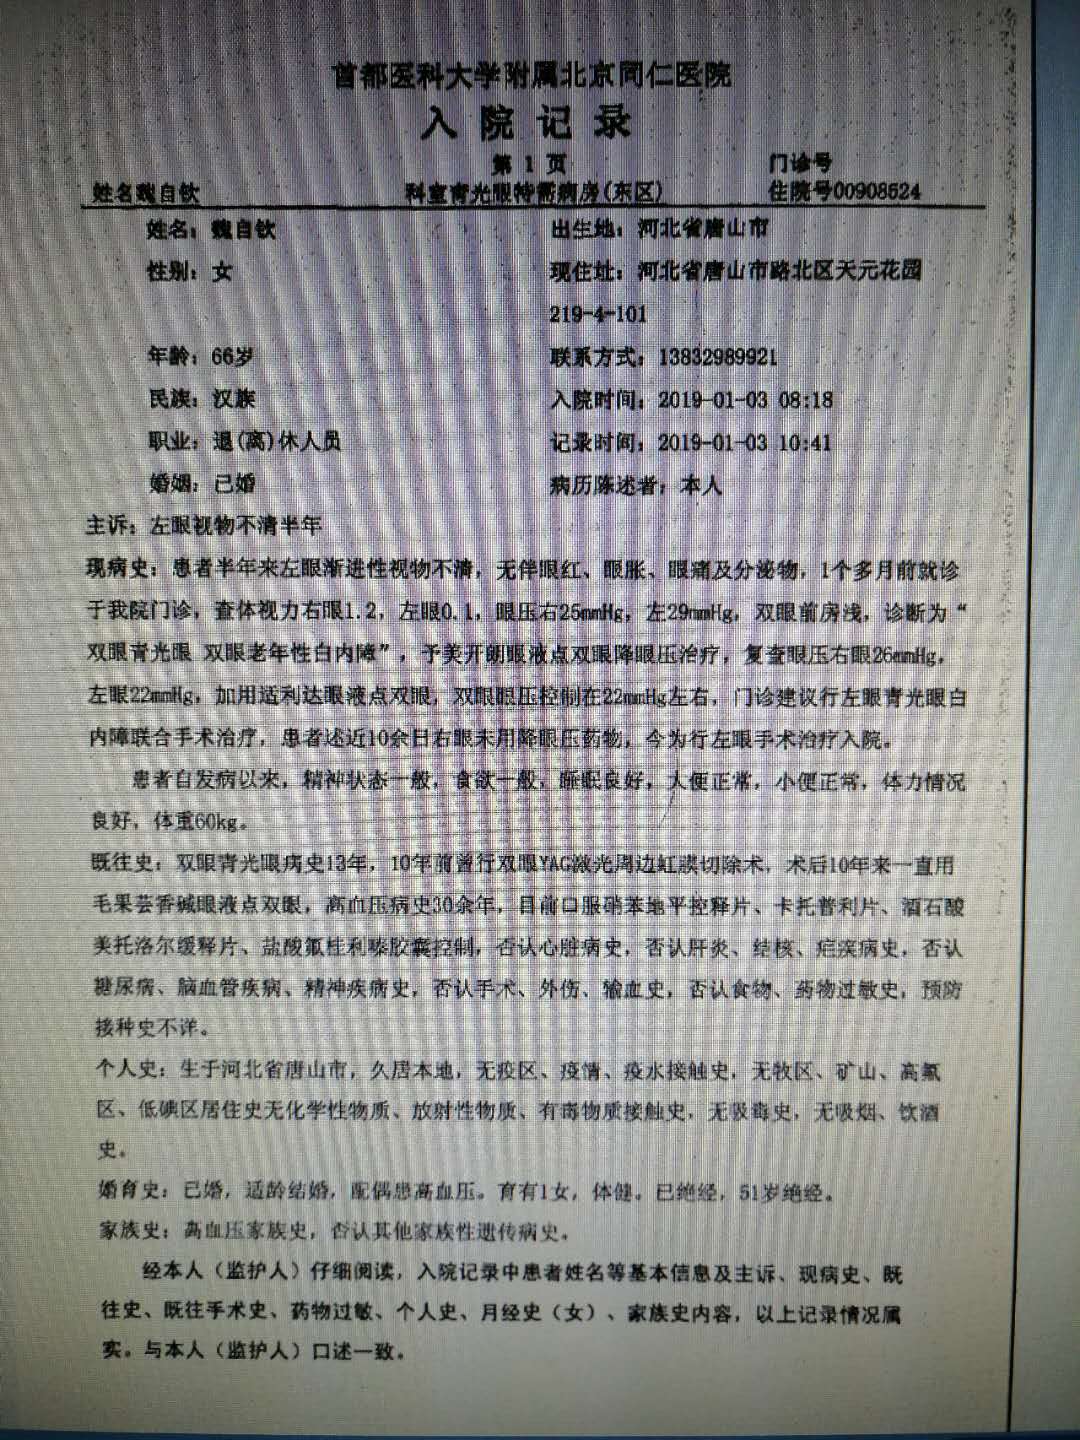 首都医科大学附属北京同仁医院
入院记录
第 1 页 门诊号
姓名魏自钦 科室青光眼特需病房(东区) 住院号00908524
姓名：魏自钦 出生地：河北省唐山市
性别：女 现住址：河北省唐山市路北区天元花园
219-4-101
年龄：66岁 联系方式：13832989921
民族：汉族 入院时间：2019-01-03 08:18
职业：退(离)休人员 记录时间：2019-01-03 10:41
婚姻：已婚 病历陈述者：本人
主诉：左眼视物不清半年
现病史：患者半年来左眼渐进性视物不清，无伴眼红、眼胀、眼痛及分泌物，1个多月前就诊
于我院门诊，查体视力右眼1.2，左眼0.1，眼压右25mmHg，左29mmHg，双眼前房浅，诊断为“
双眼青光眼 双眼老年性白内障”，予美开朗眼液点双眼降眼压治疗，复查眼压右眼26mmHg，
左眼22mmHg，加用适利达眼液点双眼，双眼眼压控制在22mmHg左右，门诊建议行左眼青光眼白
内障联合手术治疗，患者述近10余日右眼未用降眼压药物，今为行左眼手术治疗入院。
患者自发病以来，精神状态一般，食欲一般，睡眠良好，大便正常，小便正常，体力情况
良好，体重60kg。
既往史：双眼青光眼病史13年，10年前曾行双眼YAG激光周边虹膜切除术，术后10年来一直用
毛果芸香碱眼液点双眼，高血压病史30余年，目前口服硝苯地平控释片、卡托普利片、酒石酸
美托洛尔缓释片、盐酸氟桂利嗪胶囊控制，否认心脏病史，否认肝炎、结核、疟疾病史，否认
糖尿病、脑血管疾病、精神疾病史，否认手术、外伤、输血史，否认食物、药物过敏史，预防
接种史不详。
个人史：生于河北省唐山市，久居本地，无疫区、疫情、疫水接触史，无牧区、矿山、高氟
区、低碘区居住史无化学性物质、放射性物质、有毒物质接触史，无吸毒史，无吸烟、饮酒
史。
婚育史：已婚，适龄结婚，配偶患高血压。育有1女，体健。已绝经，51岁绝经。
家族史：高血压家族史，否认其他家族性遗传病史。
经本人（监护人）仔细阅读，入院记录中患者姓名等基本信息及主诉、现病史、既
往史、既往手术史、药物过敏、个人史、月经史（女）、家族史内容，以上记录情况属
实。与本人（监护人）口述一致。